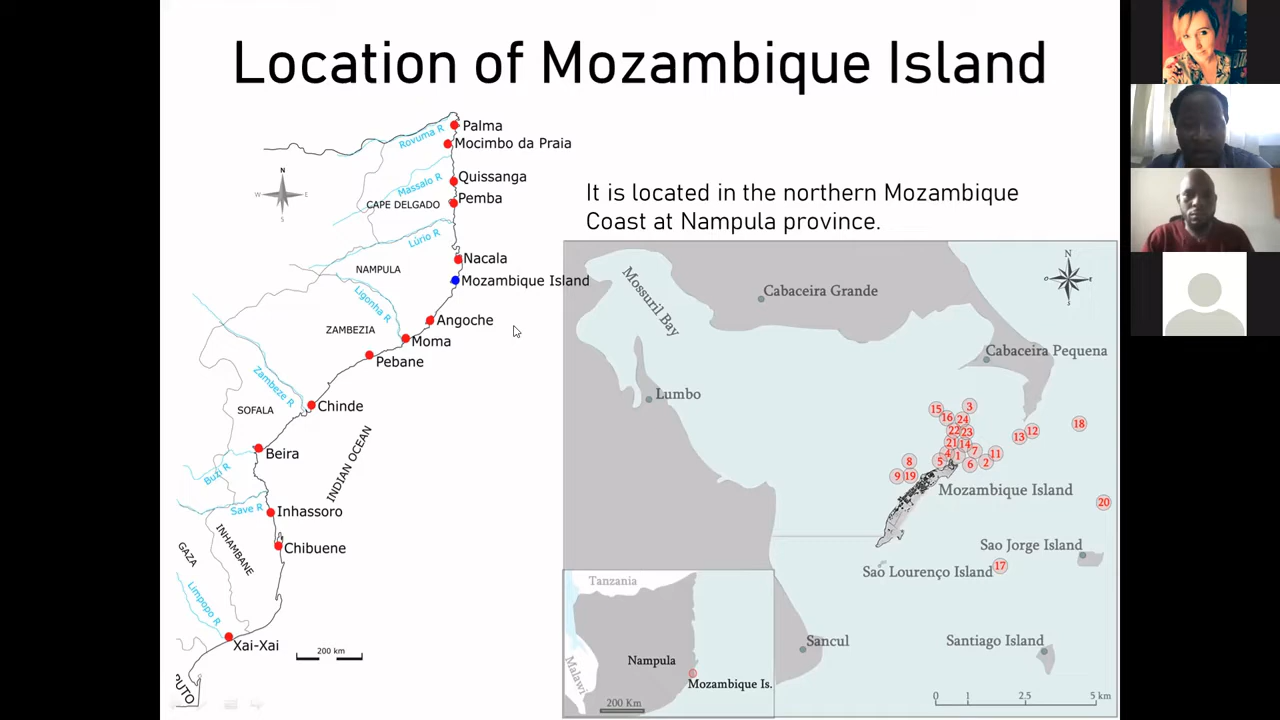 Location of Mozambique Island
Palma
Rovuma R
Mocimbo da Praia
N
W
E
S
Massalo R
Quissanga
CAPE DELGADO
Pemba
Lúrio R
Nacala
NAMPULA
Mozambique Island
Ligonha R
ZAMBEZIA
Angoche
Moma
Pebane
Zambeze R
SOFALA
Chinde
Beira
INDIAN OCEAN
Buzi R
Save R
Inhassoro
INHAMBANE
GAZA
Chibuene
Limpopo R
Xai-Xai
200 km
PUTO
It is located in the northern Mozambique
Coast at Nampula province.
Mossuril Bay
Cabaceira Grande
N
O
E
S
Cabaceira Pequena
Lumbo
15
3
16
24
22
23
21
14
13
12
18
4
1
7
11
5
6
2
8
9
19
Mozambique Island
20
Sao Jorge Island
Sao Lourenço Island
17
Sancul
Santiago Island
0
1
2.5
5 km
Tanzania
Malawi
Nampula
Mozambique Is.
200 Km